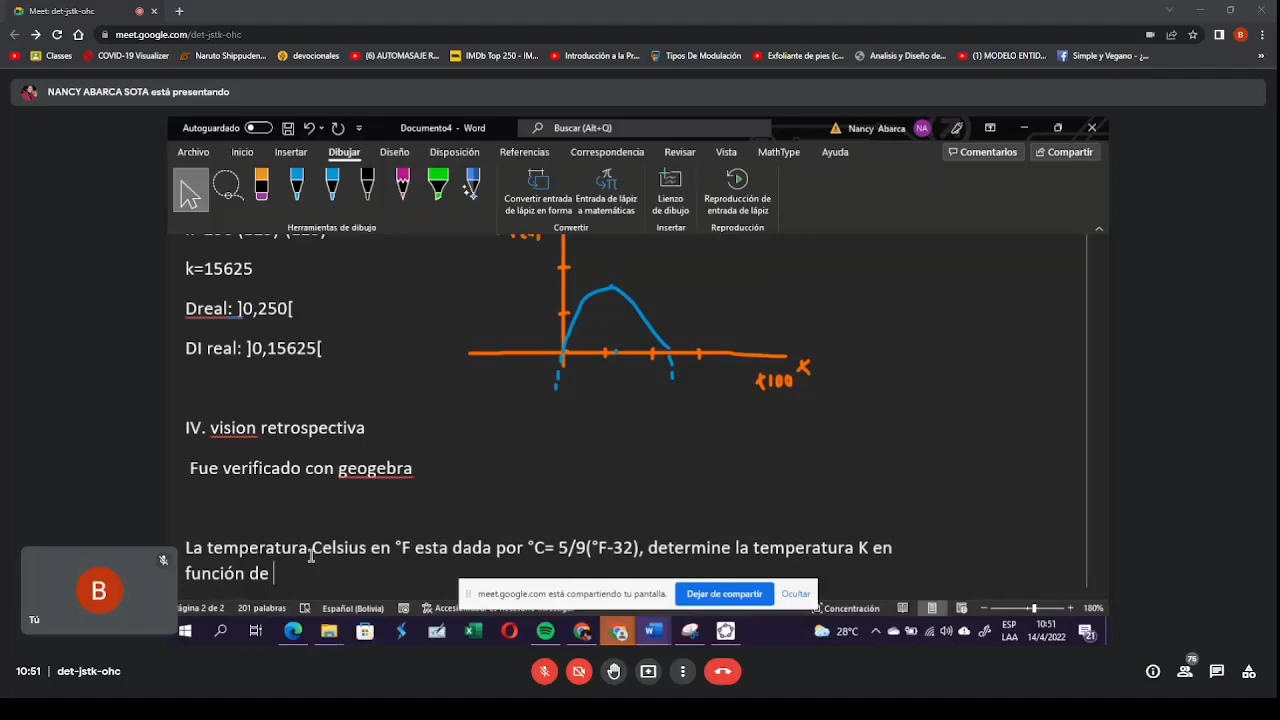 Meet: det-jstk-ohc
meet.google.com/det-jstk-ohc
Classes
COVID-19 Visualizer
Naruto Shippuden...
devocionales
(6) AUTOMASAJE R...
IMDb Top 250 - IM...
Introducción a la Pr...
Tipos De Modulación
Exfoliante de pies (c...
Analisis y Diseño de...
(1) MODELO ENTID...
Simple y Vegano - ¿...
NANCY ABARCA SOTA está presentando
Autoguardado
Documento4 - Word
Buscar (Alt+Q)
Nancy Abarca
NA
Archivo
Inicio
Insertar
Dibujar
Diseño
Disposición
Referencias
Correspondencia
Revisar
Vista
MathType
Ayuda
Comentarios
Compartir
Convertir entrada de lápiz en forma
Entrada de lápiz a matemáticas
Lienzo de dibujo
Reproducción de entrada de lápiz
Herramientas de dibujo
Convertir
Insertar
Reproducción
k=15625
Dreal: ]0,250[
DI real: ]0,15625[
x
x100
IV. vision retrospectiva
Fue verificado con geogebra
La temperatura Celsius en °F esta dada por °C= 5/9(°F-32), determine la temperatura K en
función de
B
Tú
meet.google.com está compartiendo tu pantalla.
Dejar de compartir
Ocultar
página 2 de 2
201 palabras
Español (Bolivia)
Concentración
180%
28°C
ESP
LAA
10:51
14/4/2022
21
10:51
det-jstk-ohc
75